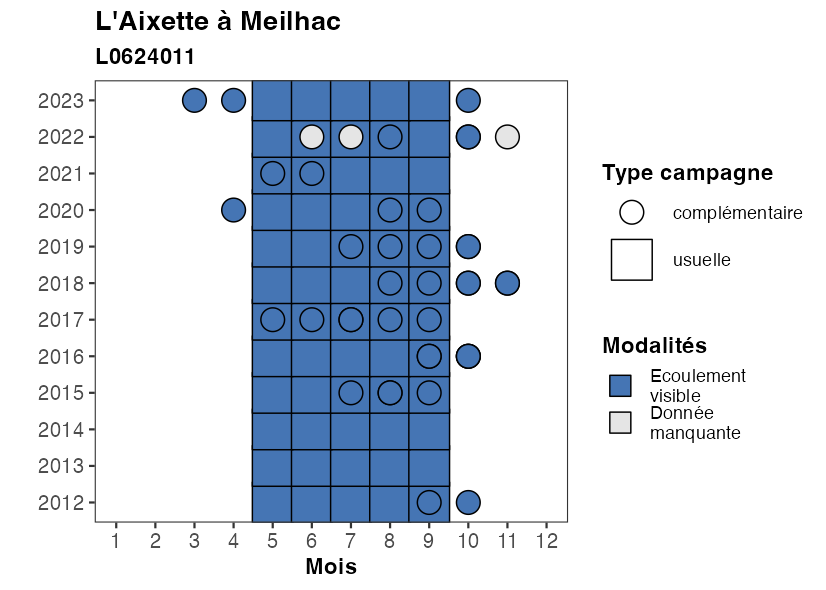 L'Aixette à Meilhac
L0624011
2023
2022
2021
2020
2019
2018
2017
2016
2015
2014
2013
2012
1 2 3 4 5 6 7 8 9 10 11 12
Mois
Type campagne
complémentaire
usuelle
Modalités
Ecoulement
visible
Donnée
manquante